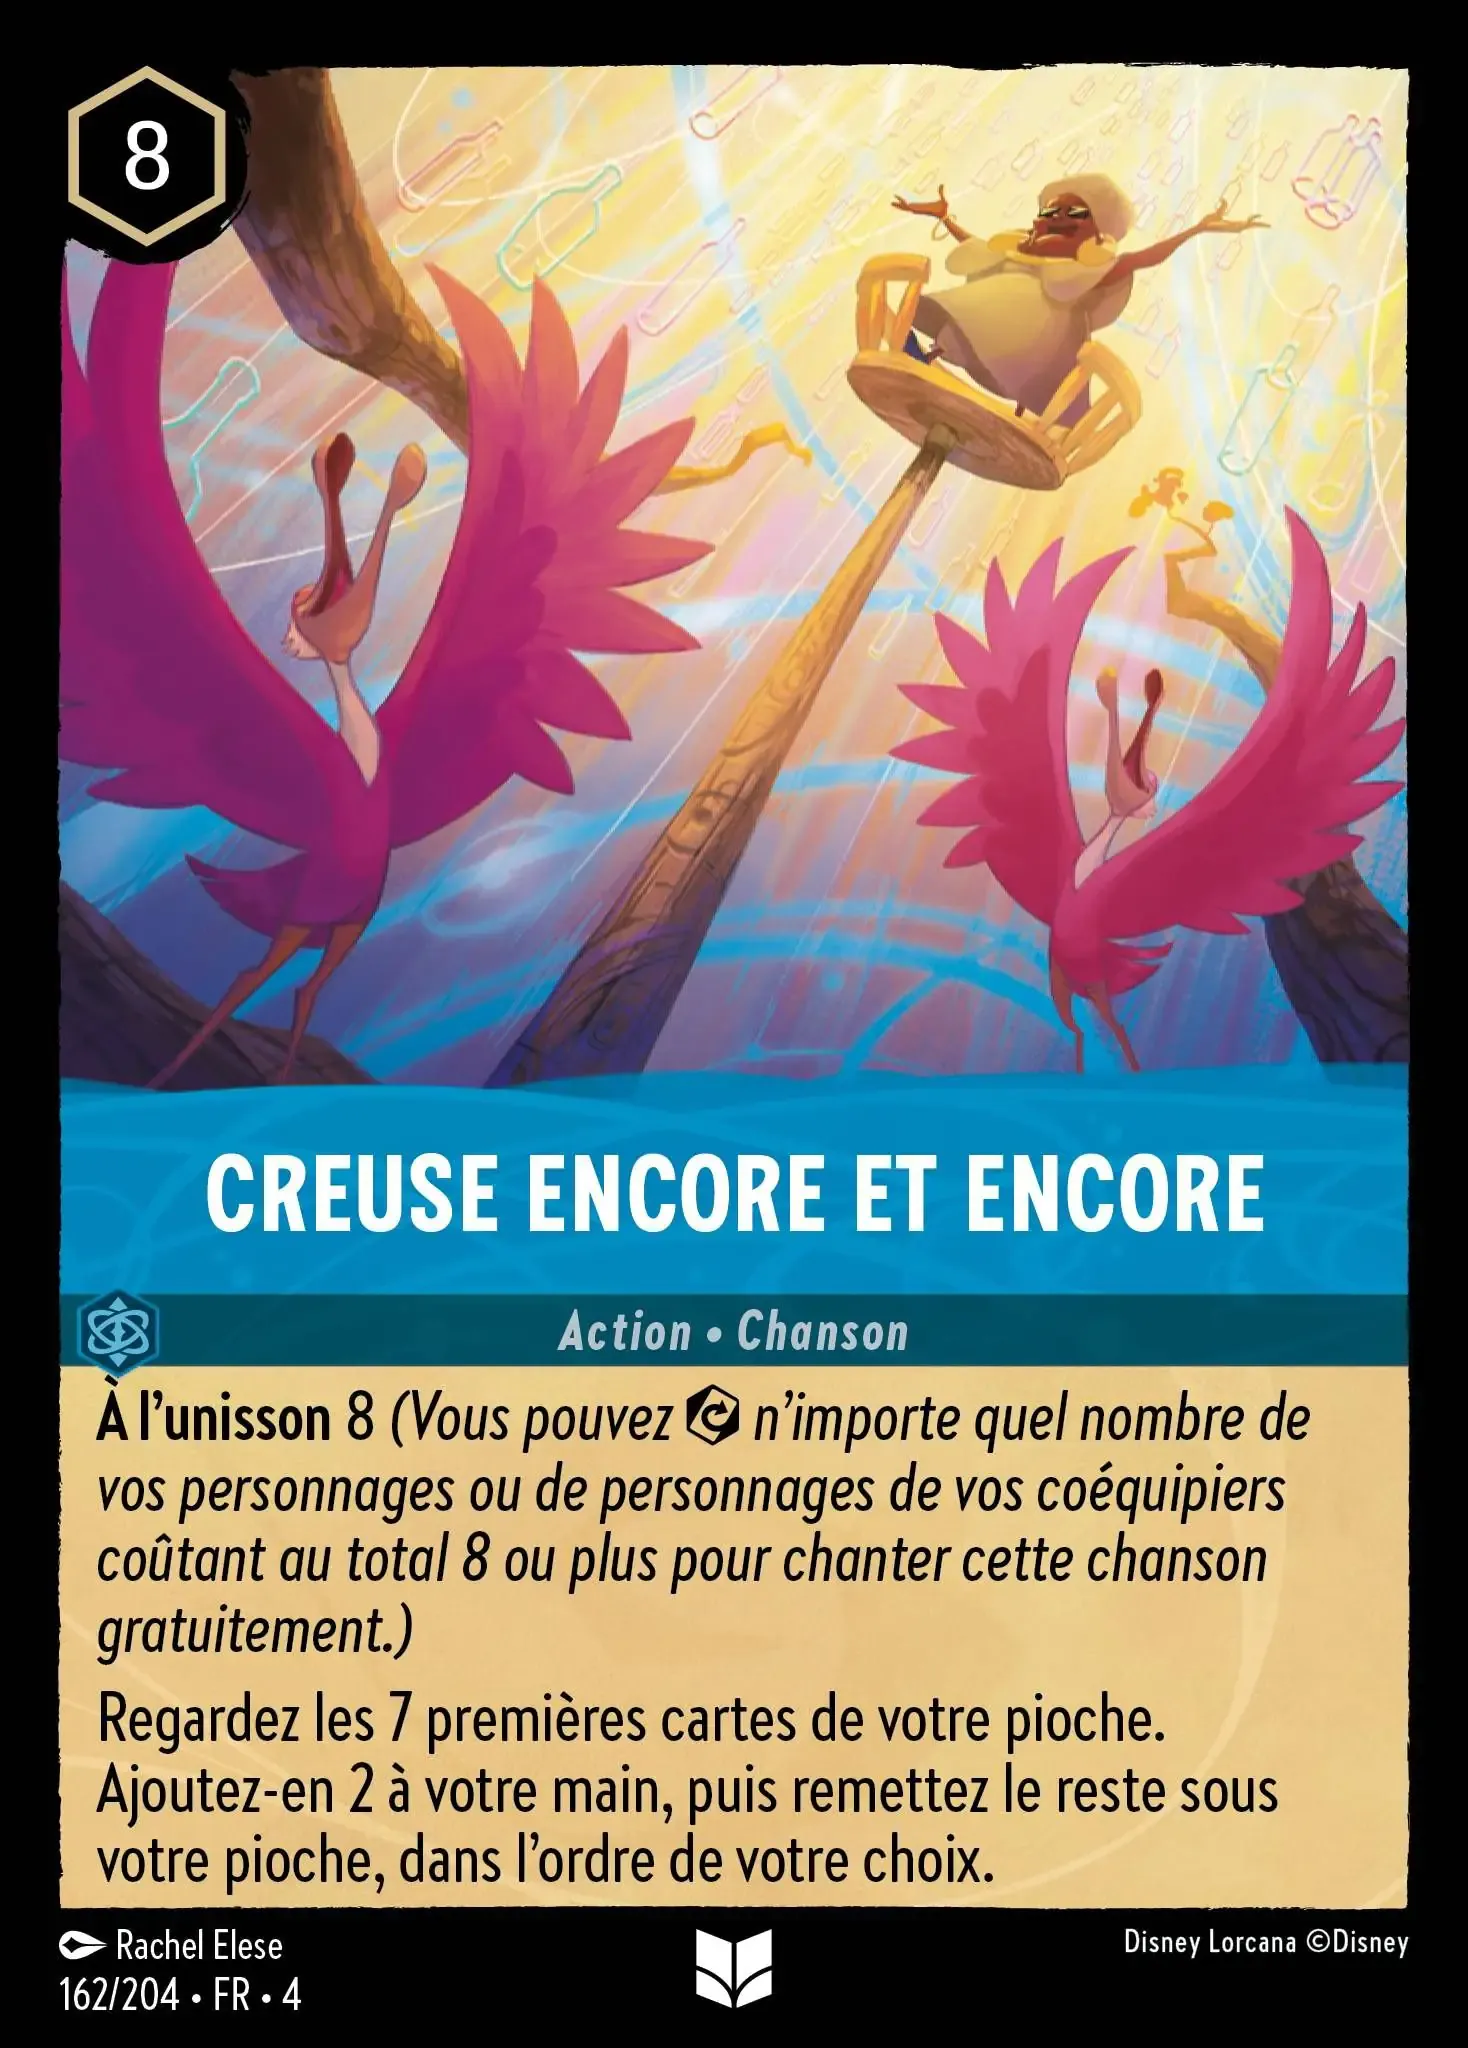 8
CREUSE ENCORE ET ENCORE
Action • Chanson
À l’unisson 8 (Vous pouvez n’importe quel nombre de
vos personnages ou de personnages de vos coéquipiers
coûtant au total 8 ou plus pour chanter cette chanson
gratuitement.)
Regardez les 7 premières cartes de votre pioche.
Ajoutez-en 2 à votre main, puis remettez le reste sous
votre pioche, dans l’ordre de votre choix.
Rachel Elese
Disney Lorcana ©Disney
162/204 • FR • 4